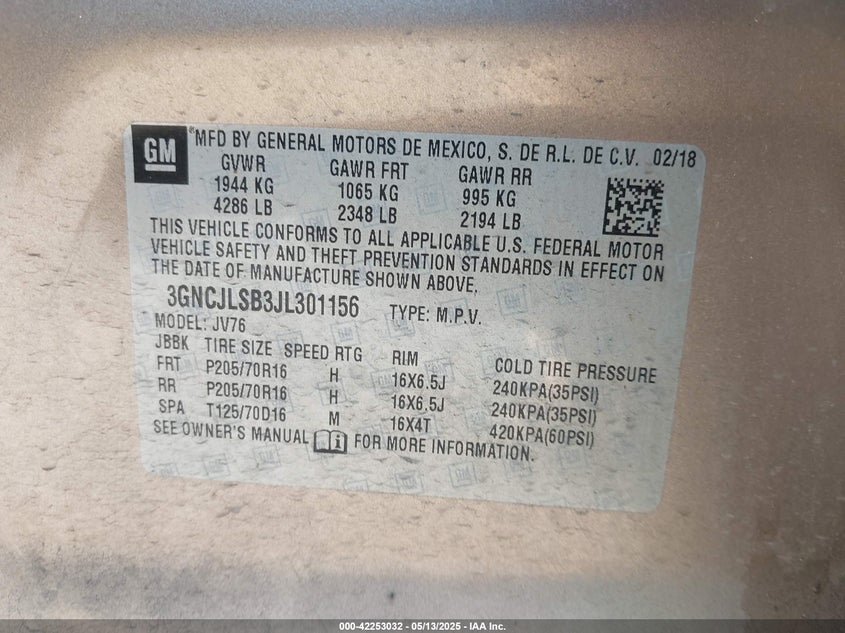 GM
®MFD BY GENERAL MOTORS DE MEXICO, S. DE R.L. DE C.V. 02/18
GVWR GAWR FRT GAWR RR
1944 KG 1065 KG 995 KG
4286 LB 2348 LB 2194 LB
THIS VEHICLE CONFORMS TO ALL APPLICABLE U.S. FEDERAL MOTOR
VEHICLE SAFETY AND THEFT PREVENTION STANDARDS IN EFFECT ON
THE DATE OF MANUFACTURE SHOWN ABOVE.
3GNCJLSB3JL301156 TYPE: M.P.V.
MODEL: JV76
JBBK TIRE SIZE SPEED RTG RIM COLD TIRE PRESSURE
FRT P205/70R16 H 16X6.5J 240KPA(35PSI)
RR P205/70R16 H 16X6.5J 240KPA(35PSI)
SPA T125/70D16 M 16X4T 420KPA(60PSI)
SEE OWNER'S MANUAL i FOR MORE INFORMATION.
000-42253032 - 05/13/2025 - IAA Inc.